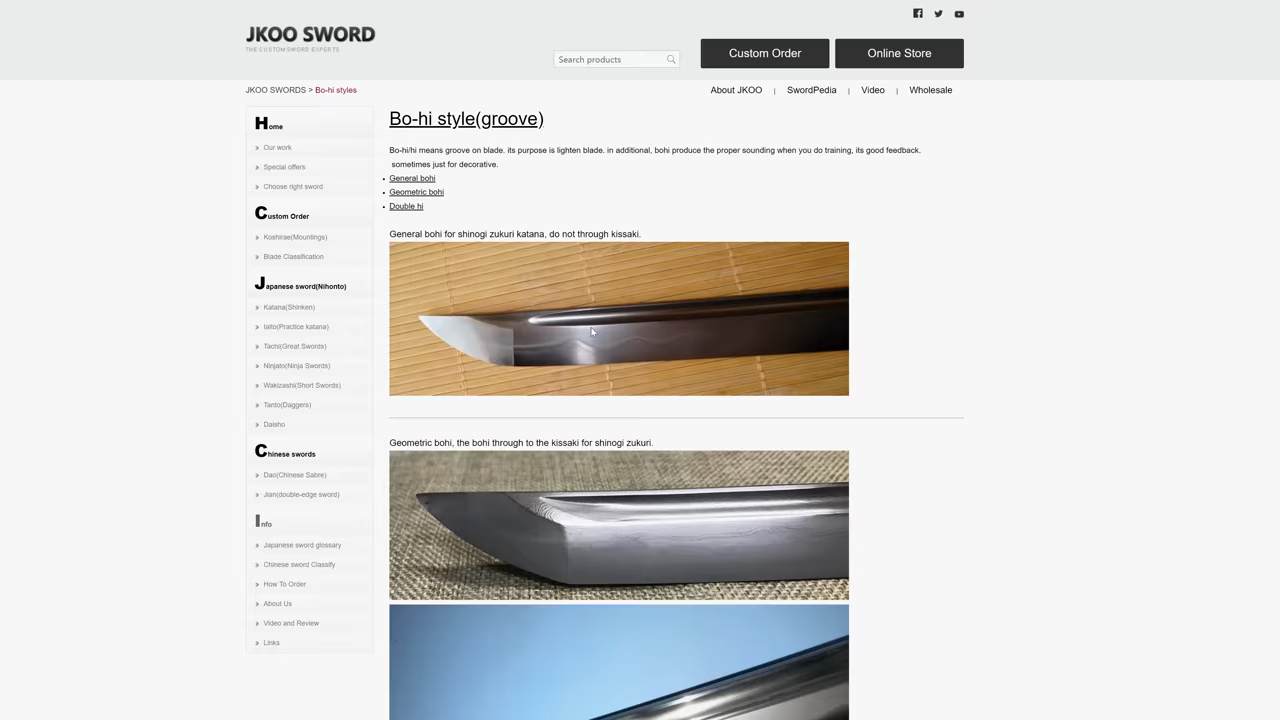 JKOO SWORD
THE CUSTOM SWORD EXPERTS
Search products
Custom Order
Online Store
JKOO SWORDS > Bo-hi styles
About JKOO | SwordPedia | Video | Wholesale
Home
» Our work
» Special offers
» Choose right sword
Custom Order
» Koshirae(Mountings)
» Blade Classification
Japanese sword(Nihonto)
» Katana(Shinken)
» Iaito(Practice katana)
» Tachi(Great Swords)
» Ninjato(Ninja Swords)
» Wakizashi(Short Swords)
» Tanto(Daggers)
» Daisho
Chinese swords
» Dao(Chinese Sabre)
» Jian(double-edge sword)
Info
» Japanese sword glossary
» Chinese sword Classify
» How To Order
» About Us
» Video and Review
» Links
Bo-hi style(groove)
Bo-hi/hi means groove on blade. its purpose is lighten blade. in additional, bohi produce the proper sounding when you do training, its good feedback.
sometimes just for decorative.
• General bohi
• Geometric bohi
• Double hi
General bohi for shinogi zukuri katana, do not through kissaki.
Geometric bohi, the bohi through to the kissaki for shinogi zukuri.